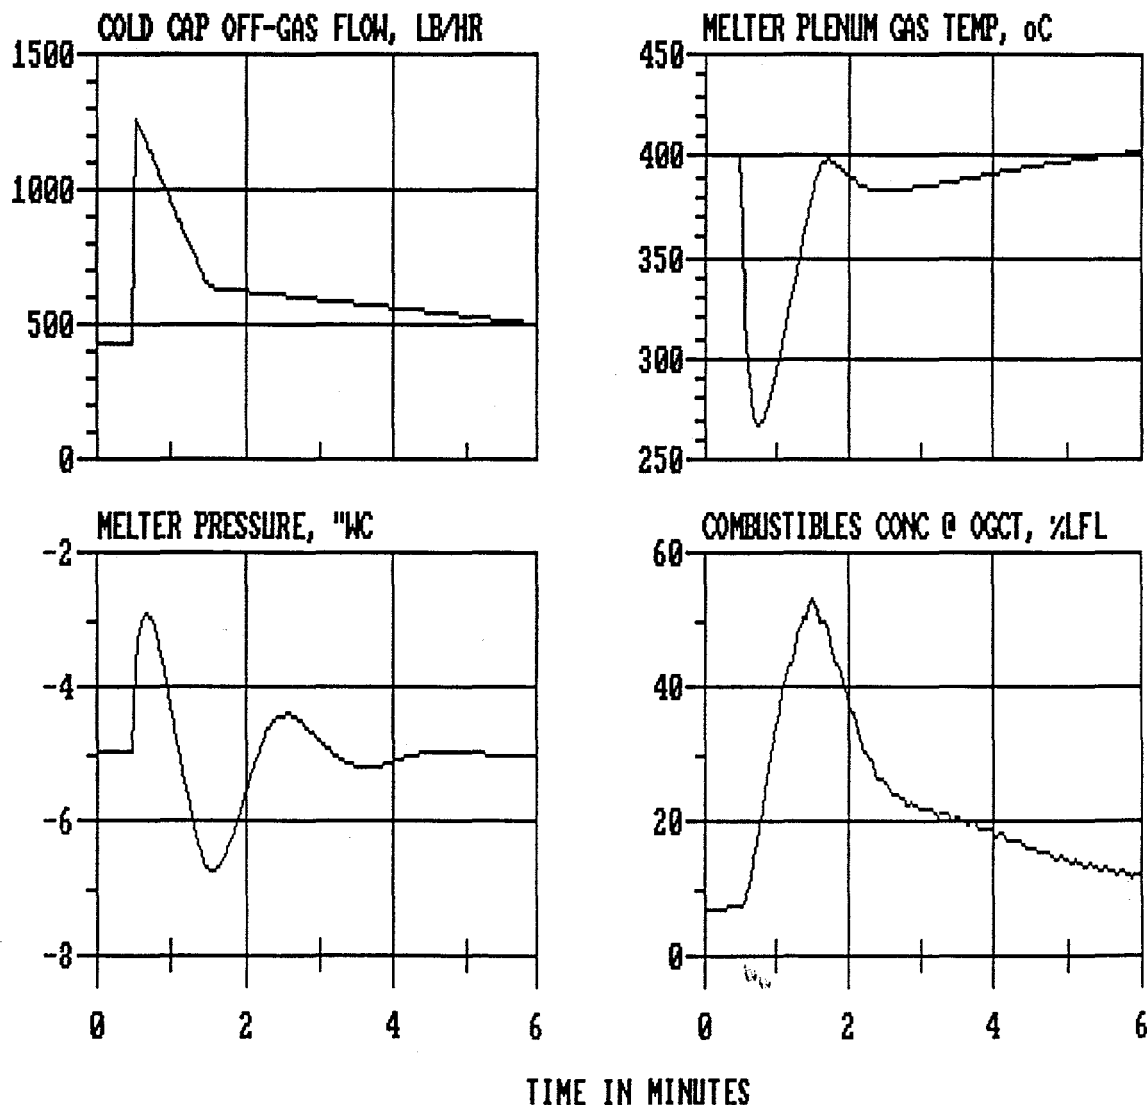 COLD CAP OFF-GAS FLOW, LB/HR
1500
1000
500
0
MELTER PLENUM GAS TEMP, oC
450
400
350
300
250
MELTER PRESSURE, "WC
-2
-4
-6
-8
0 2 4 6
COMBUSTIBLES CONC @ OGCT, %LFL
60
40
20
0
0 2 4 6
TIME IN MINUTES